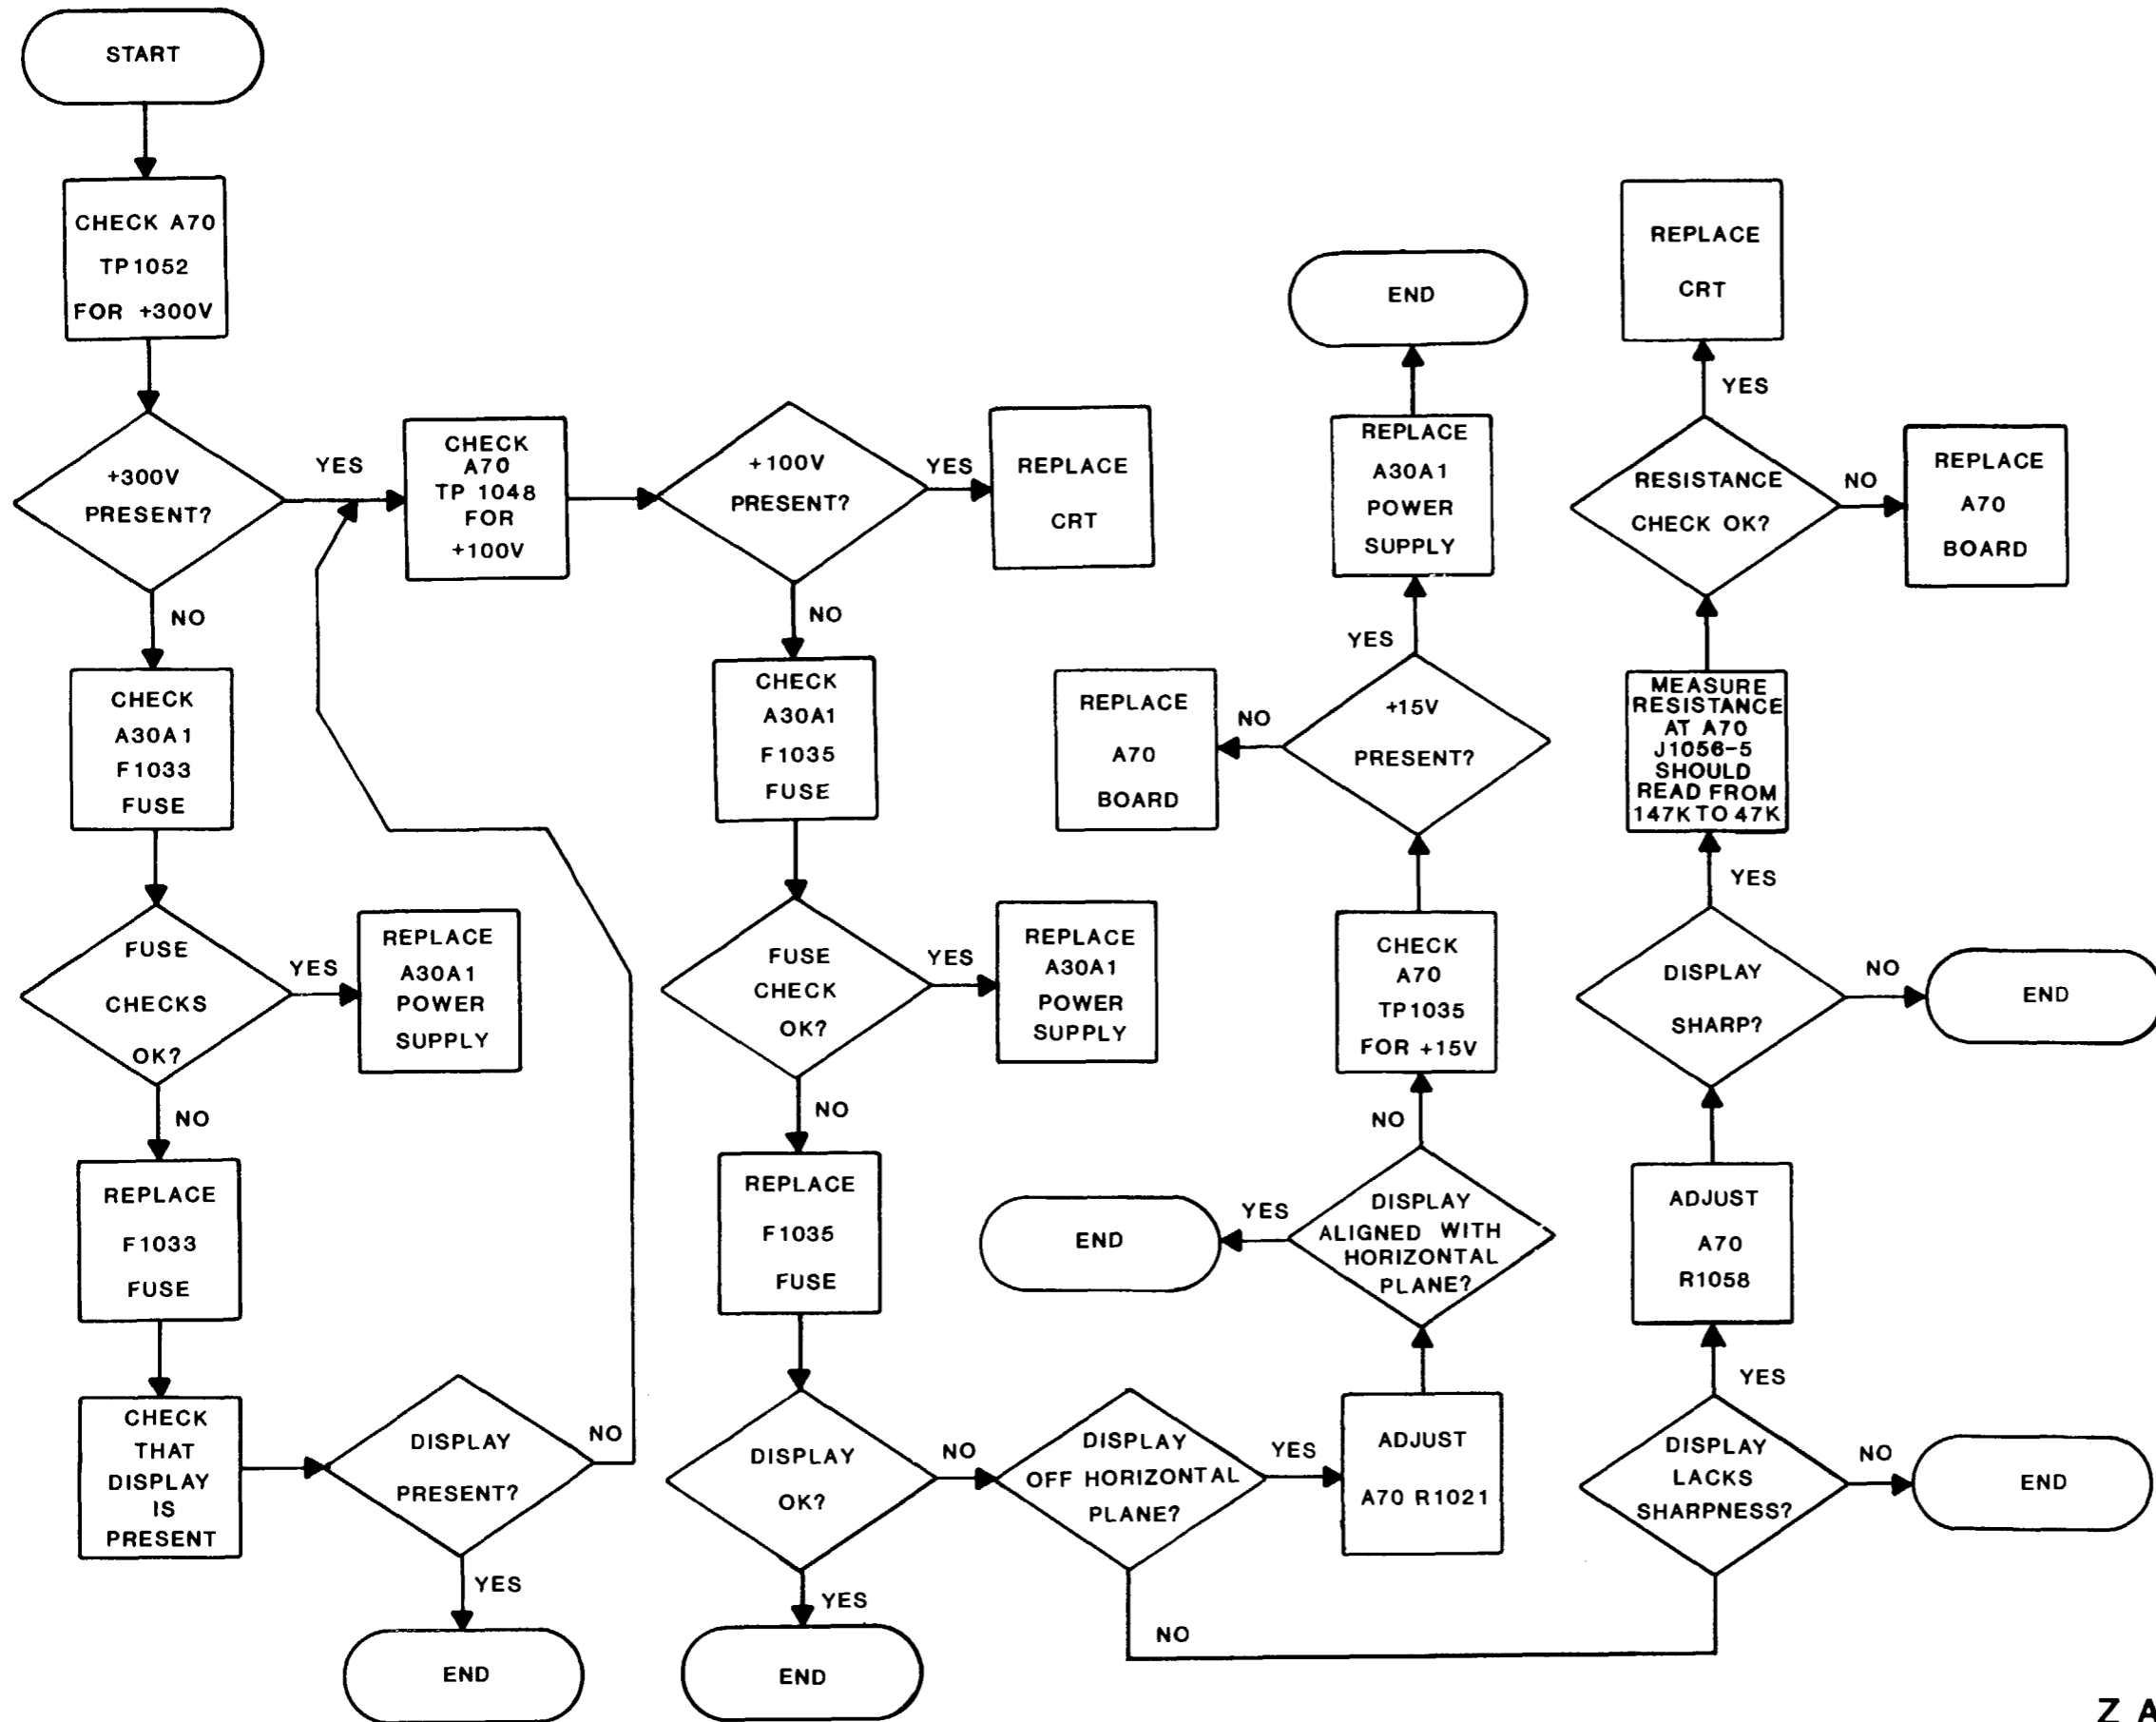 START
CHECK A70
TP1052
FOR +300V
+300V
PRESENT?
YES
NO
CHECK
A30A1
F1033
FUSE
FUSE
CHECKS
OK?
YES
REPLACE
A30A1
POWER
SUPPLY
NO
REPLACE
F1033
FUSE
CHECK
THAT
DISPLAY
IS
PRESENT
DISPLAY
PRESENT?
NO
YES
END
CHECK
A70
TP 1048
FOR
+100V
+100V
PRESENT?
YES
REPLACE
CRT
NO
CHECK
A30A1
F1035
FUSE
FUSE
CHECK
OK?
YES
REPLACE
A30A1
POWER
SUPPLY
NO
REPLACE
F1035
FUSE
DISPLAY
OK?
YES
END
NO
DISPLAY
OFF HORIZONTAL
PLANE?
YES
ADJUST
A70 R1021
DISPLAY
ALIGNED WITH
HORIZONTAL
PLANE?
YES
END
NO
CHECK
A70
TP1035
FOR +15V
+15V
PRESENT?
NO
REPLACE
A70
BOARD
YES
REPLACE
A30A1
POWER
SUPPLY
END
NO
DISPLAY
LACKS
SHARPNESS?
NO
END
YES
ADJUST
A70
R1058
DISPLAY
SHARP?
NO
END
YES
MEASURE
RESISTANCE
AT A70
J1056-5
SHOULD
READ FROM
147K TO 47K
RESISTANCE
CHECK OK?
NO
REPLACE
A70
BOARD
YES
REPLACE
CRT
Z A